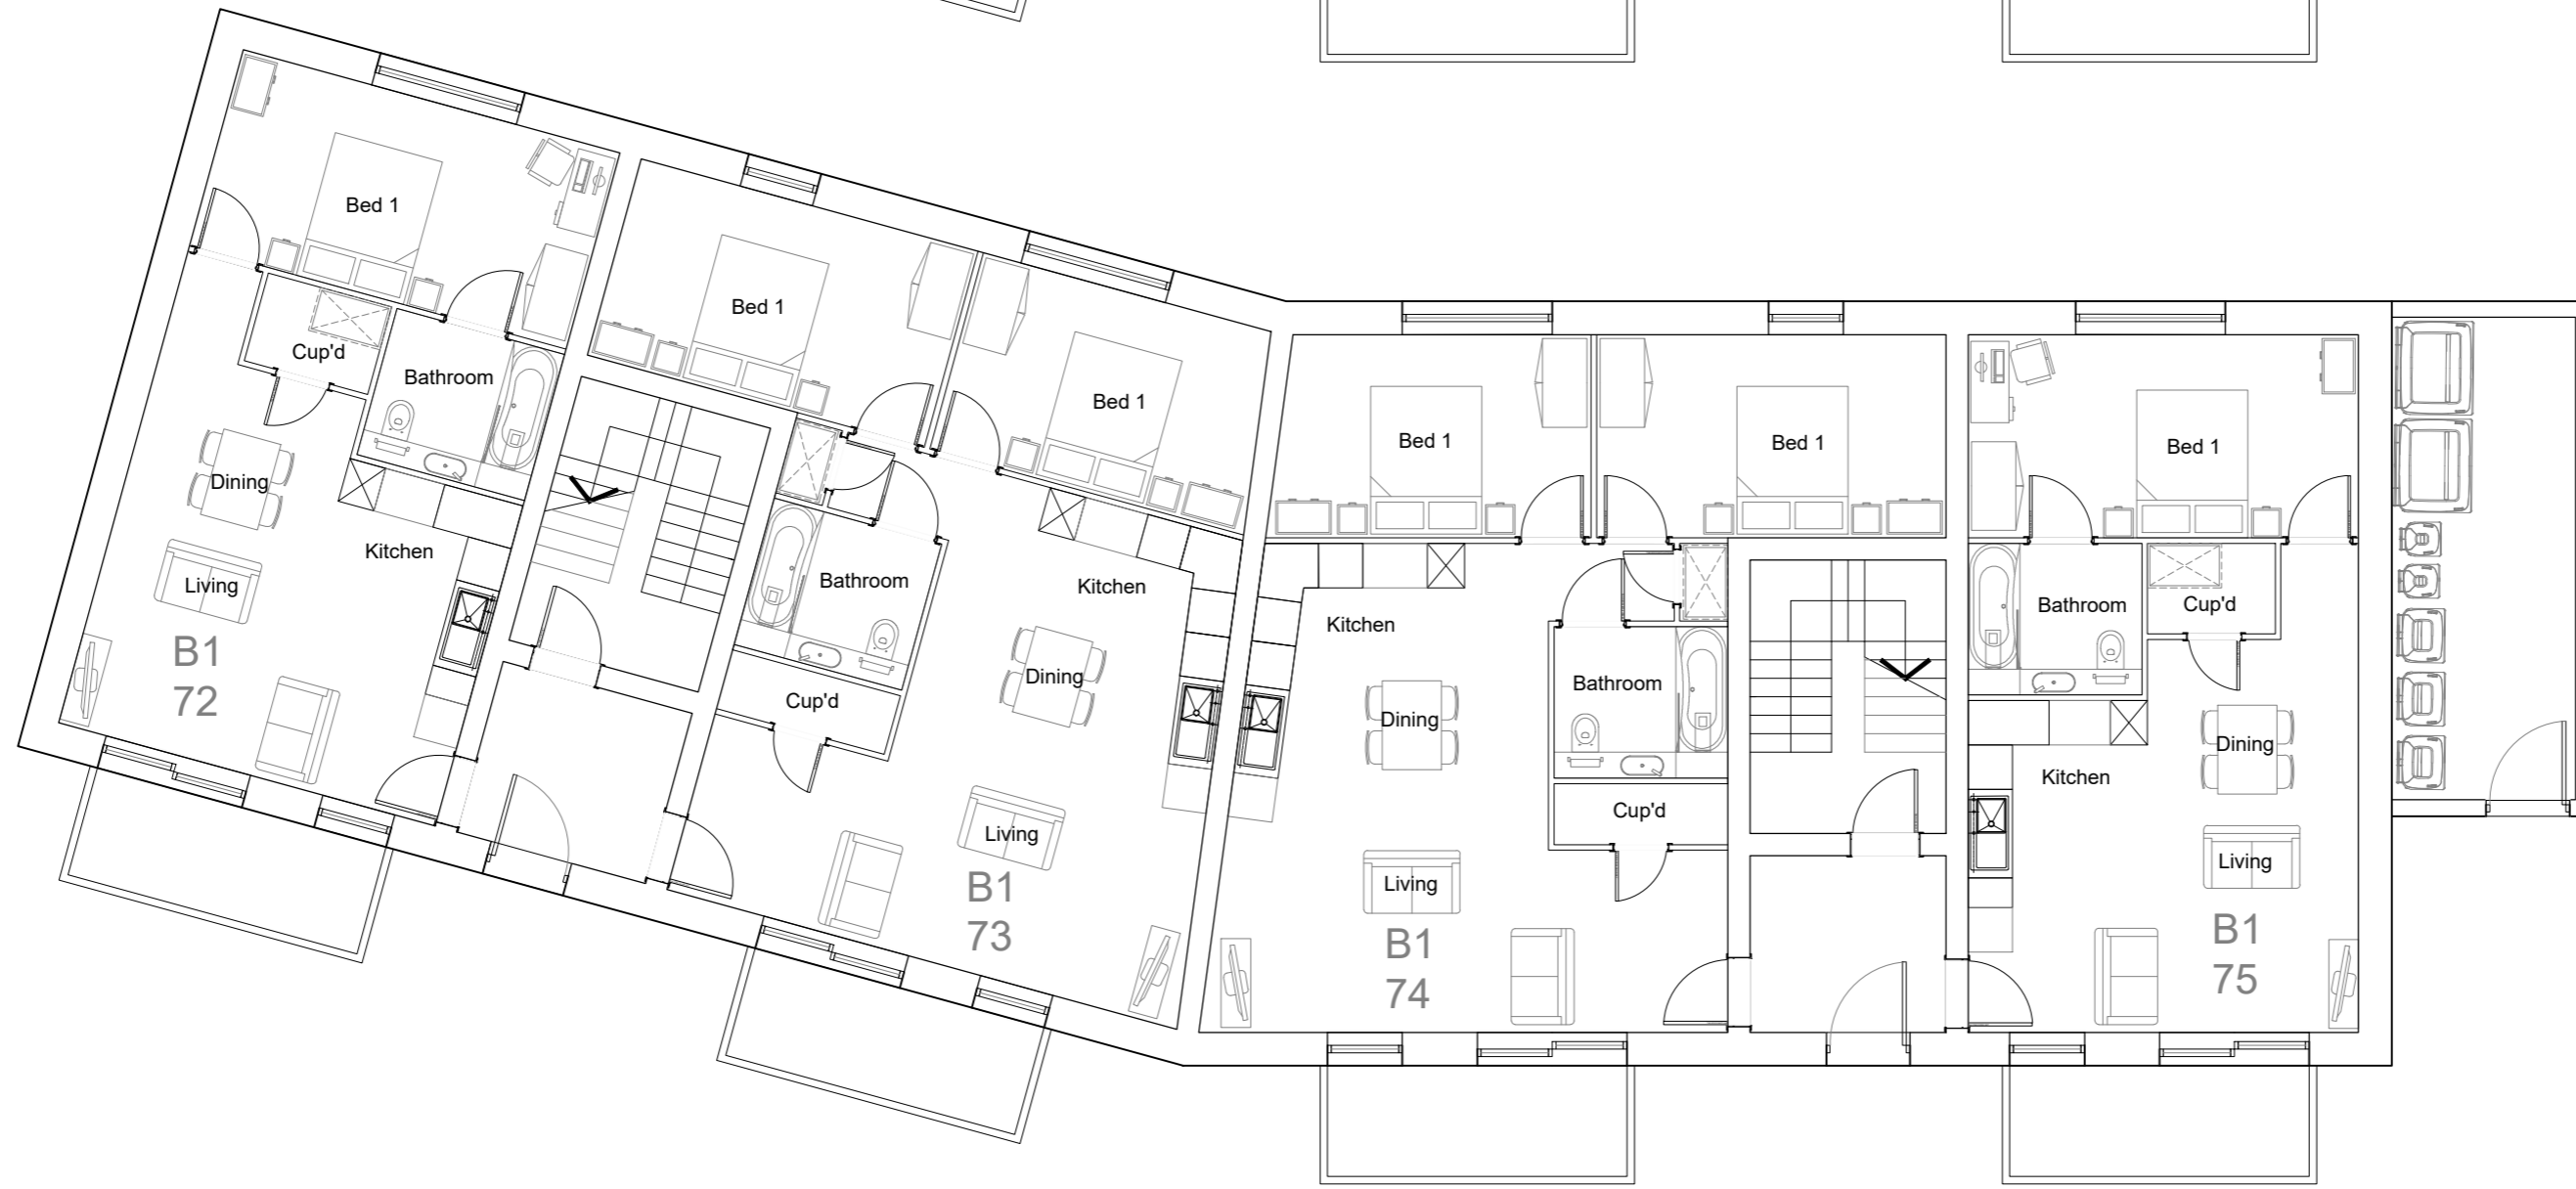 Bed 1
Cup'd
Bathroom
Dining
Kitchen
Living
B1
72
Bed 1
Bed 1
Bathroom
Kitchen
Cup'd
Dining
Living
B1
73
Bed 1
Bed 1
Kitchen
Bathroom
Dining
Cup'd
Living
B1
74
Bed 1
Bathroom
Cup'd
Dining
Kitchen
Living
B1
75